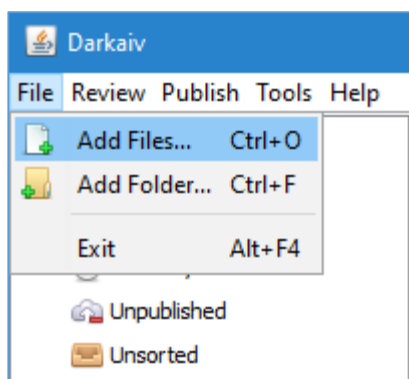 Darkaiv
File Review Publish Tools Help
Add Files... Ctrl+O
Add Folder... Ctrl+F
Exit Alt+F4
Unpublished
Unsorted